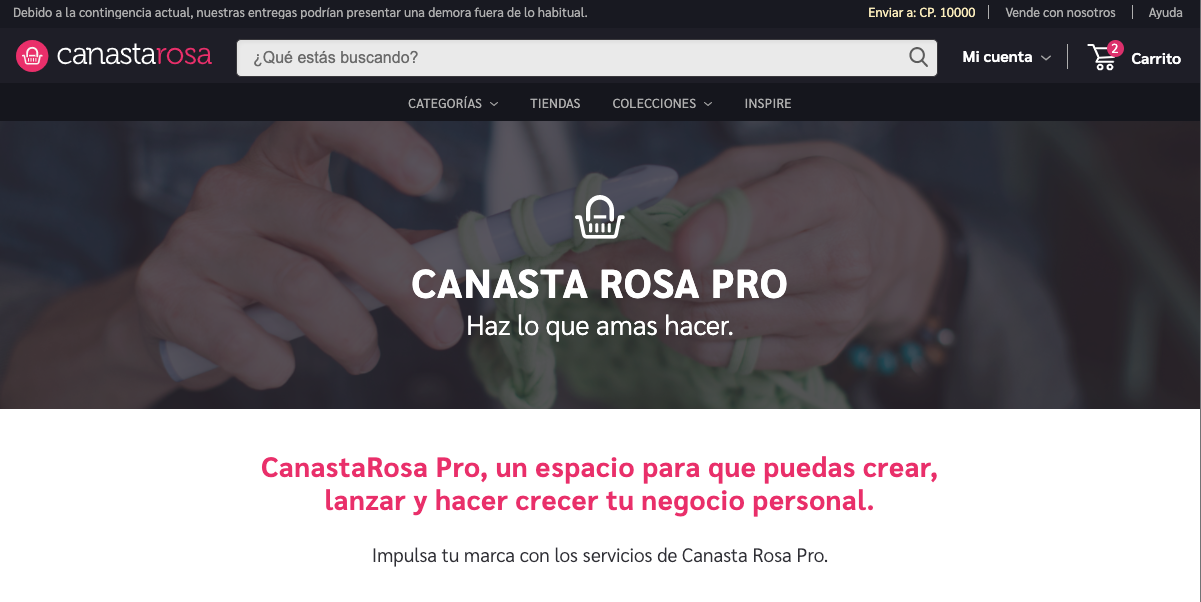 Debido a la contingencia actual, nuestras entregas podrían presentar una demora fuera de lo habitual.
Enviar a: CP. 10000
Vende con nosotros
Ayuda
canastarosa
¿Qué estás buscando?
Mi cuenta
2
Carrito
CATEGORÍAS
TIENDAS
COLECCIONES
INSPIRE
CANASTA ROSA PRO
Haz lo que amas hacer.
CanastaRosa Pro, un espacio para que puedas crear,
lanzar y hacer crecer tu negocio personal.
Impulsa tu marca con los servicios de Canasta Rosa Pro.